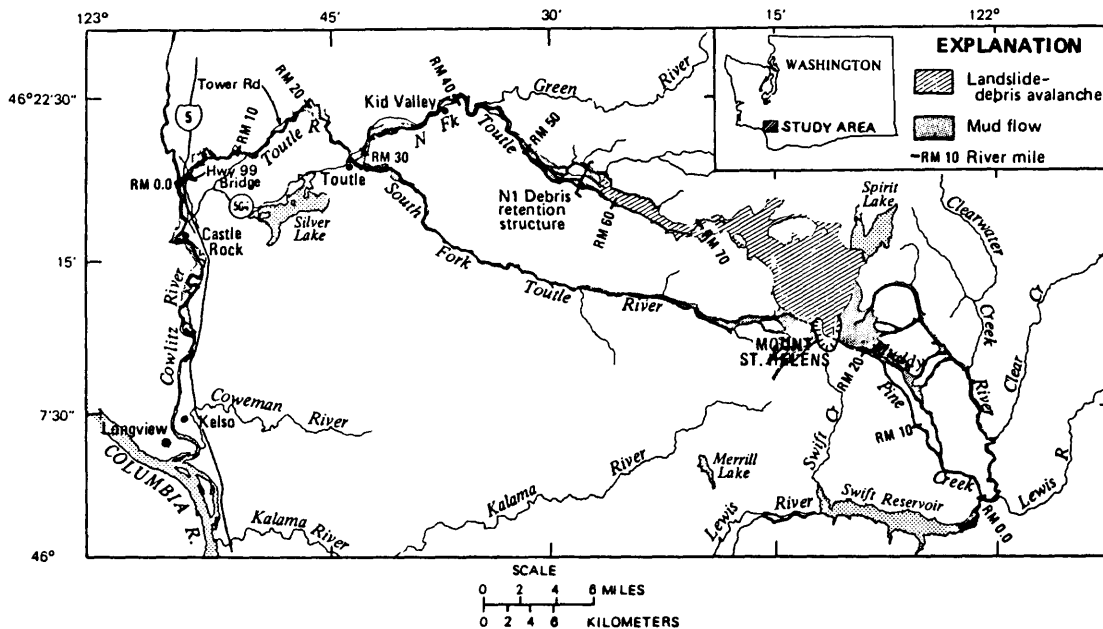 123°
45'
30'
15'
122°
46° 22'30"
15'
7'30"
46°
WASHINGTON
STUDY AREA
EXPLANATION
Landslide-
debris avalanche
Mud flow
RM 10 River mile
5
Tower Rd
RM 20
RM 10
Toutle R
RM 0.0
Hwy 99
Bridge
Castle
Rock
Silver
Lake
Toutle
RM 30
Kid Valley
RM 40
N Fk Toutle
Green River
RM 50
N1 Debris
retention
structure
RM 60
RM 70
South Fork Toutle River
Spirit
Lake
Clearwater Creek
Clear Cr
MOUNT
ST. HELENS
Muddy River
RM 20
Pine Creek
RM 10
RM 0.0
Swift Cr
Swift Reservoir
Merrill
Lake
Lewis River
Lewis R
Kalama River
Kalama River
Coweman River
Cowlitz River
Kelso
Longview
COLUMBIA R.
SCALE
0 2 4 6 MILES
0 2 4 6 KILOMETERS